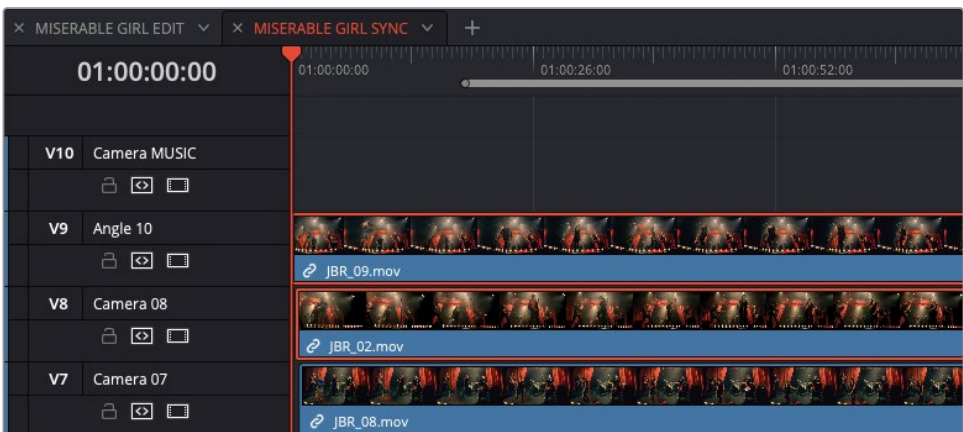 MISERABLE GIRL EDIT MISERABLE GIRL SYNC
01:00:00:00
01:00:00:00 01:00:26:00 01:00:52:00
V10 Camera MUSIC
V9 Angle 10
JBR_09.mov
V8 Camera 08
JBR_02.mov
V7 Camera 07
JBR_08.mov